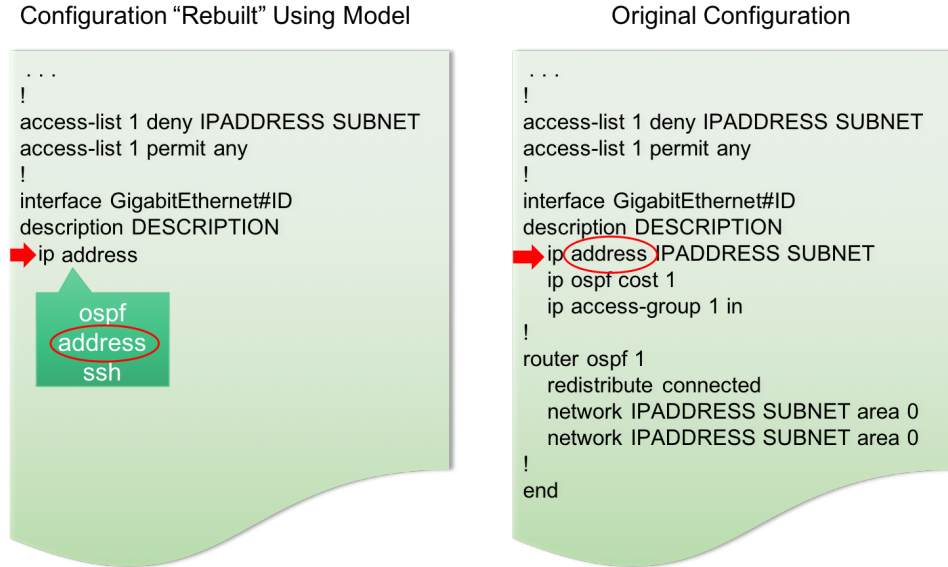 Configuration “Rebuilt” Using Model
. . .
!
access-list 1 deny IPADDRESS SUBNET
access-list 1 permit any
!
interface GigabitEthernet#ID
description DESCRIPTION
ip address
ospf
address
ssh
Original Configuration
. . .
!
access-list 1 deny IPADDRESS SUBNET
access-list 1 permit any
!
interface GigabitEthernet#ID
description DESCRIPTION
ip address IPADDRESS SUBNET
ip ospf cost 1
ip access-group 1 in
!
router ospf 1
redistribute connected
network IPADDRESS SUBNET area 0
network IPADDRESS SUBNET area 0
!
end